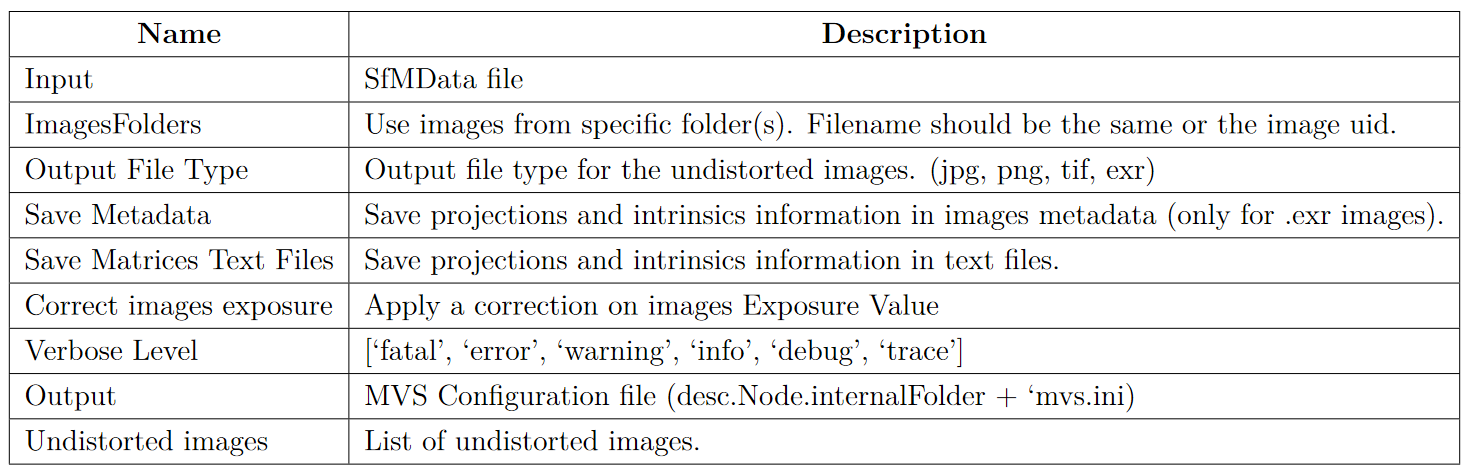 Name Description
Input SfMData file
ImagesFolders Use images from specific folder(s). Filename should be the same or the image uid.
Output File Type Output file type for the undistorted images. (jpg, png, tif, exr)
Save Metadata Save projections and intrinsics information in images metadata (only for .exr images).
Save Matrices Text Files Save projections and intrinsics information in text files.
Correct images exposure Apply a correction on images Exposure Value
Verbose Level [‘fatal’, ‘error’, ‘warning’, ‘info’, ‘debug’, ‘trace’]
Output MVS Configuration file (desc.Node.internalFolder + ‘mvs.ini)
Undistorted images List of undistorted images.